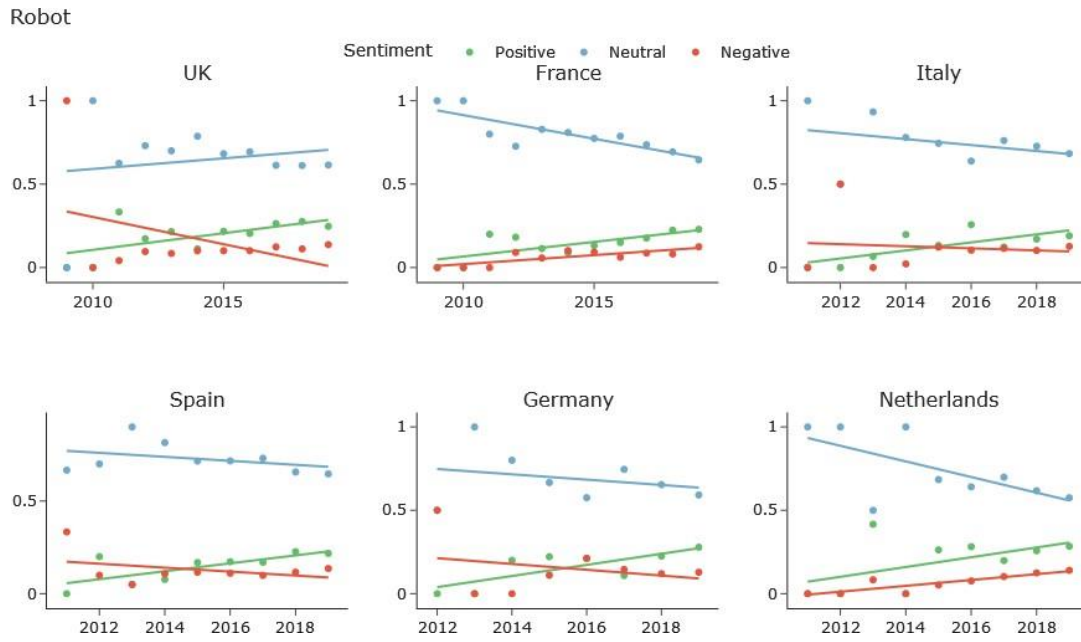 Robot
Sentiment Positive Neutral Negative
UK France Italy
1 1 1
0.5 0.5 0.5
0 0 0
2010 2015 2010 2015 2012 2014 2016 2018
Spain Germany Netherlands
1 1
0.5 0.5 0.5
0 0 0
2012 2014 2016 2018 2012 2014 2016 2018 2012 2014 2016 2018